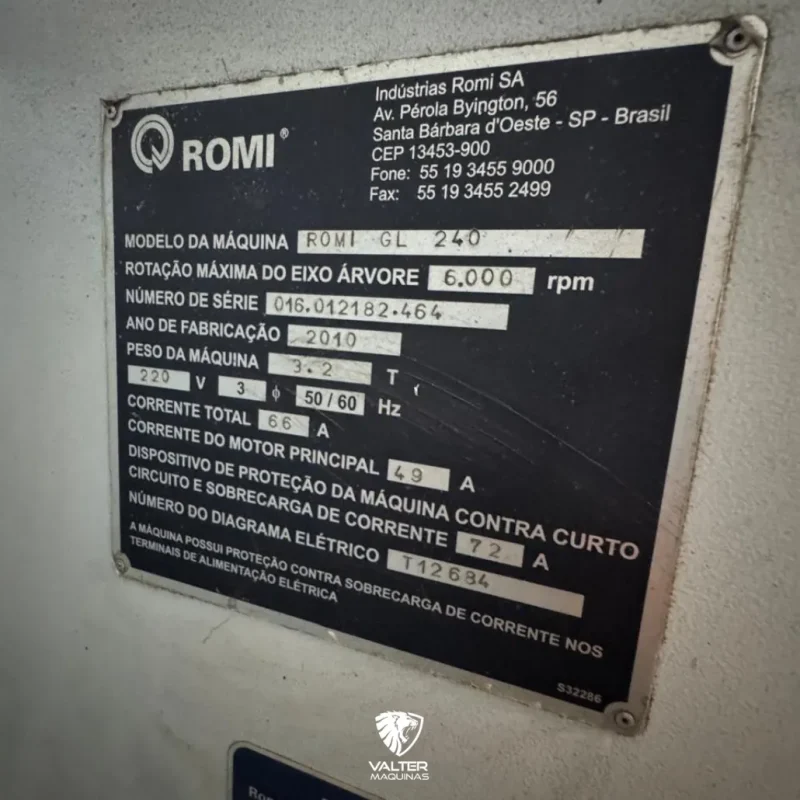 ROMI®
Indústrias Romi SA
Av. Pérola Byington, 56
Santa Bárbara d'Oeste - SP - Brasil
CEP 13453-900
Fone: 55 19 3455 9000
Fax: 55 19 3455 2499
MODELO DA MÁQUINA ROMI GL 240
ROTAÇÃO MÁXIMA DO EIXO ÁRVORE 6.000 rpm
NÚMERO DE SÉRIE 016.012182.464
ANO DE FABRICAÇÃO 2010
PESO DA MÁQUINA 3.2 T
220 V 3 ϕ 50 / 60 Hz
CORRENTE TOTAL 66 A
CORRENTE DO MOTOR PRINCIPAL 49 A
DISPOSITIVO DE PROTEÇÃO DA MÁQUINA CONTRA CURTO
CIRCUITO E SOBRECARGA DE CORRENTE 72 A
NÚMERO DO DIAGRAMA ELÉTRICO T12684
A MÁQUINA POSSUI PROTEÇÃO CONTRA SOBRECARGA DE CORRENTE NOS
TERMINAIS DE ALIMENTAÇÃO ELÉTRICA
S32286
VALTER
MAQUINAS